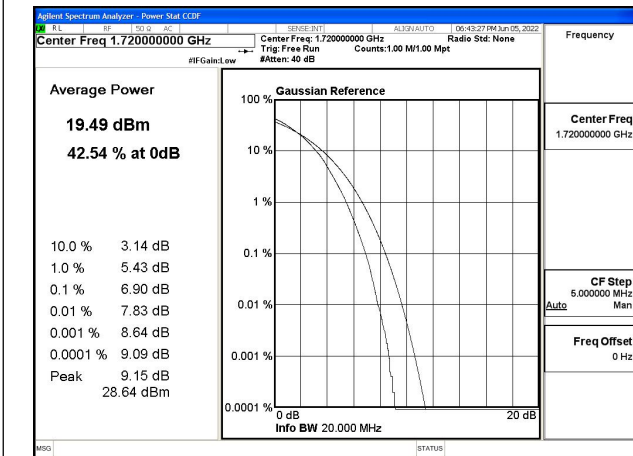 Agilent Spectrum Analyzer - Power Stat CCDF
RL RF 50 Ω AC SENSE:INT ALIGN AUTO 06:43:27 PM Jun 05, 2022
Center Freq 1.720000000 GHz
Center Freq: 1.720000000 GHz Radio Std: None
Trig: Free Run Counts:1.00 M/1.00 Mpt
#IFGain:Low #Atten: 40 dB
Frequency
Average Power
19.49 dBm
42.54 % at 0dB
10.0 % 3.14 dB
1.0 % 5.43 dB
0.1 % 6.90 dB
0.01 % 7.83 dB
0.001 % 8.64 dB
0.0001 % 9.09 dB
Peak 9.15 dB
28.64 dBm
Gaussian Reference
100 %
10 %
1 %
0.1 %
0.01 %
0.001 %
0.0001 %
0 dB 20 dB
Info BW 20.000 MHz
Center Freq
1.720000000 GHz
CF Step
5.000000 MHz
Auto Man
Freq Offset
0 Hz
MSG STATUS